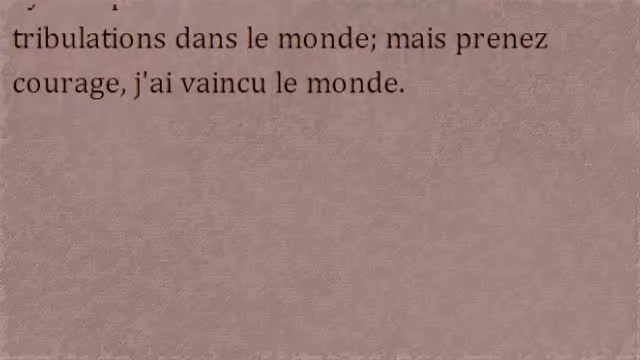 tribulations dans le monde; mais prenez
courage, j'ai vaincu le monde.